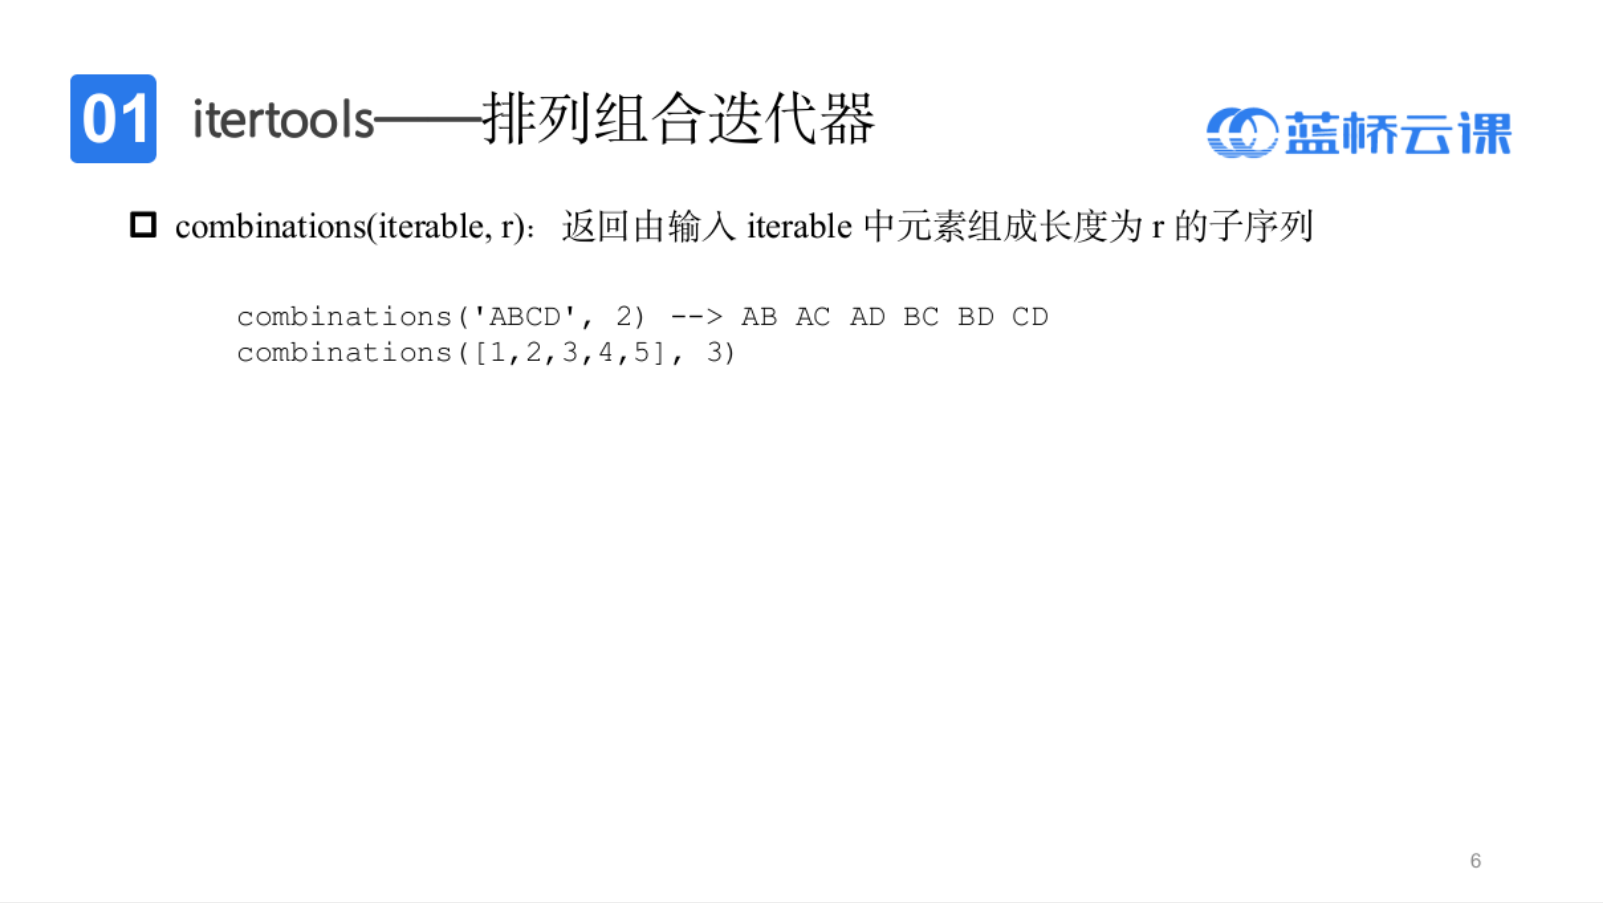 01
itertools——排列组合迭代器
蓝桥云课
combinations(iterable, r)： 返回由输入 iterable 中元素组成长度为 r 的子序列
combinations('ABCD', 2) --> AB AC AD BC BD CD
combinations([1,2,3,4,5], 3)
6